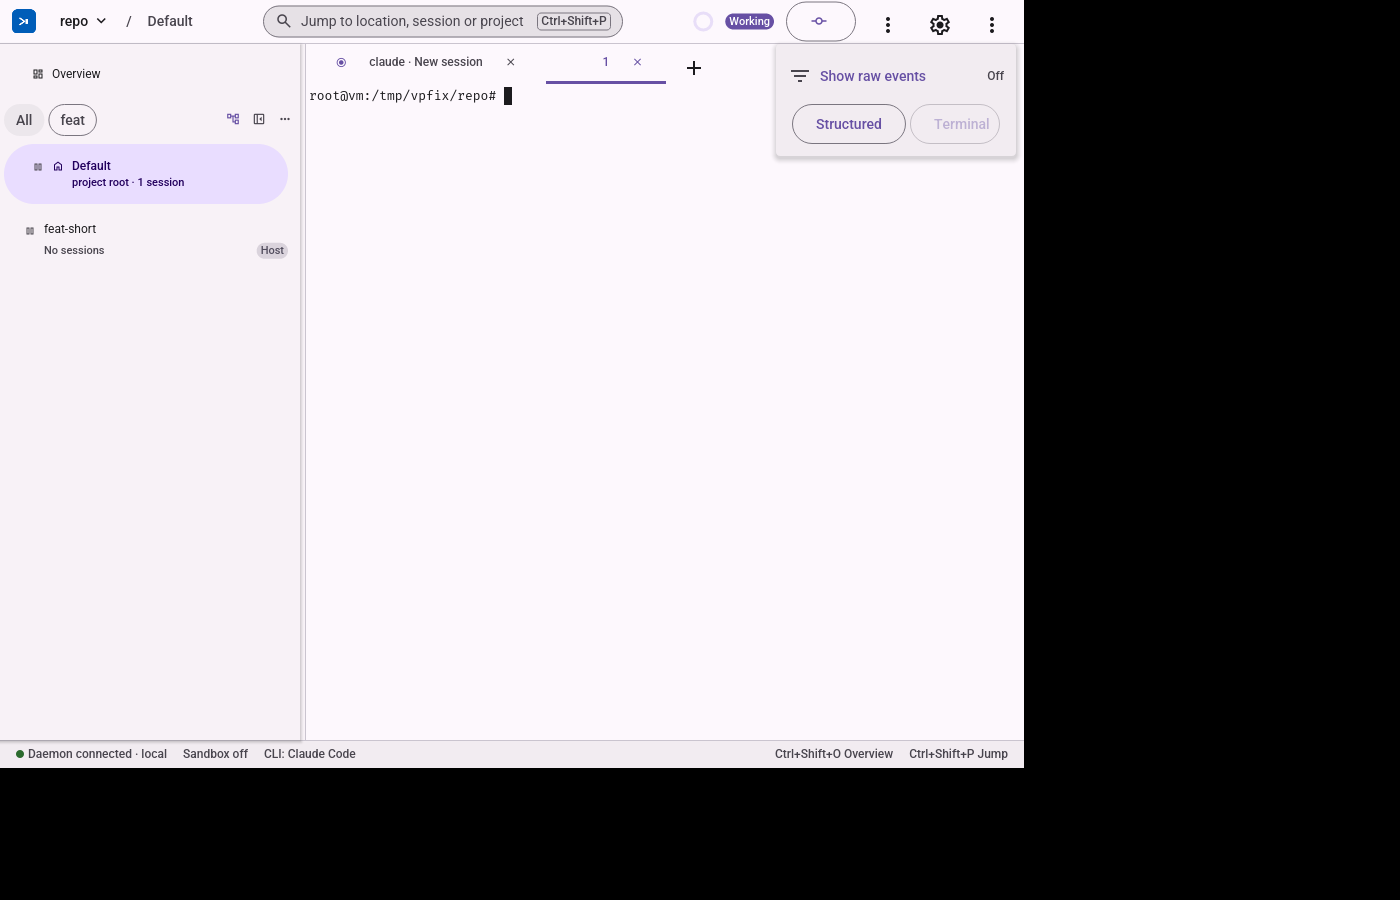 repo / Default
Jump to location, session or project Ctrl+Shift+P
Working
Overview
All feat
Default
project root · 1 session
feat-short
No sessions Host
claude · New session
1
root@vm:/tmp/vpfix/repo#
Show raw events Off
Structured Terminal
Daemon connected · local Sandbox off CLI: Claude Code Ctrl+Shift+O Overview Ctrl+Shift+P Jump